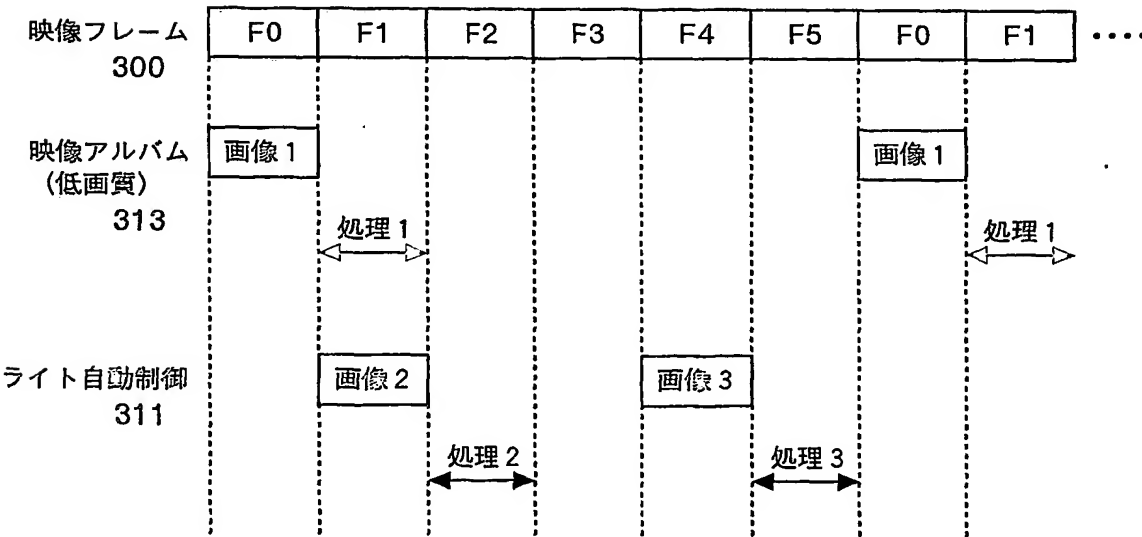 映像フレーム
300
F0 F1 F2 F3 F4 F5 F0 F1 ····
映像アルバム
(低画質)
313
画像1 画像1
処理1 処理1
ライト自動制御
311
画像2 画像3
処理2 処理3